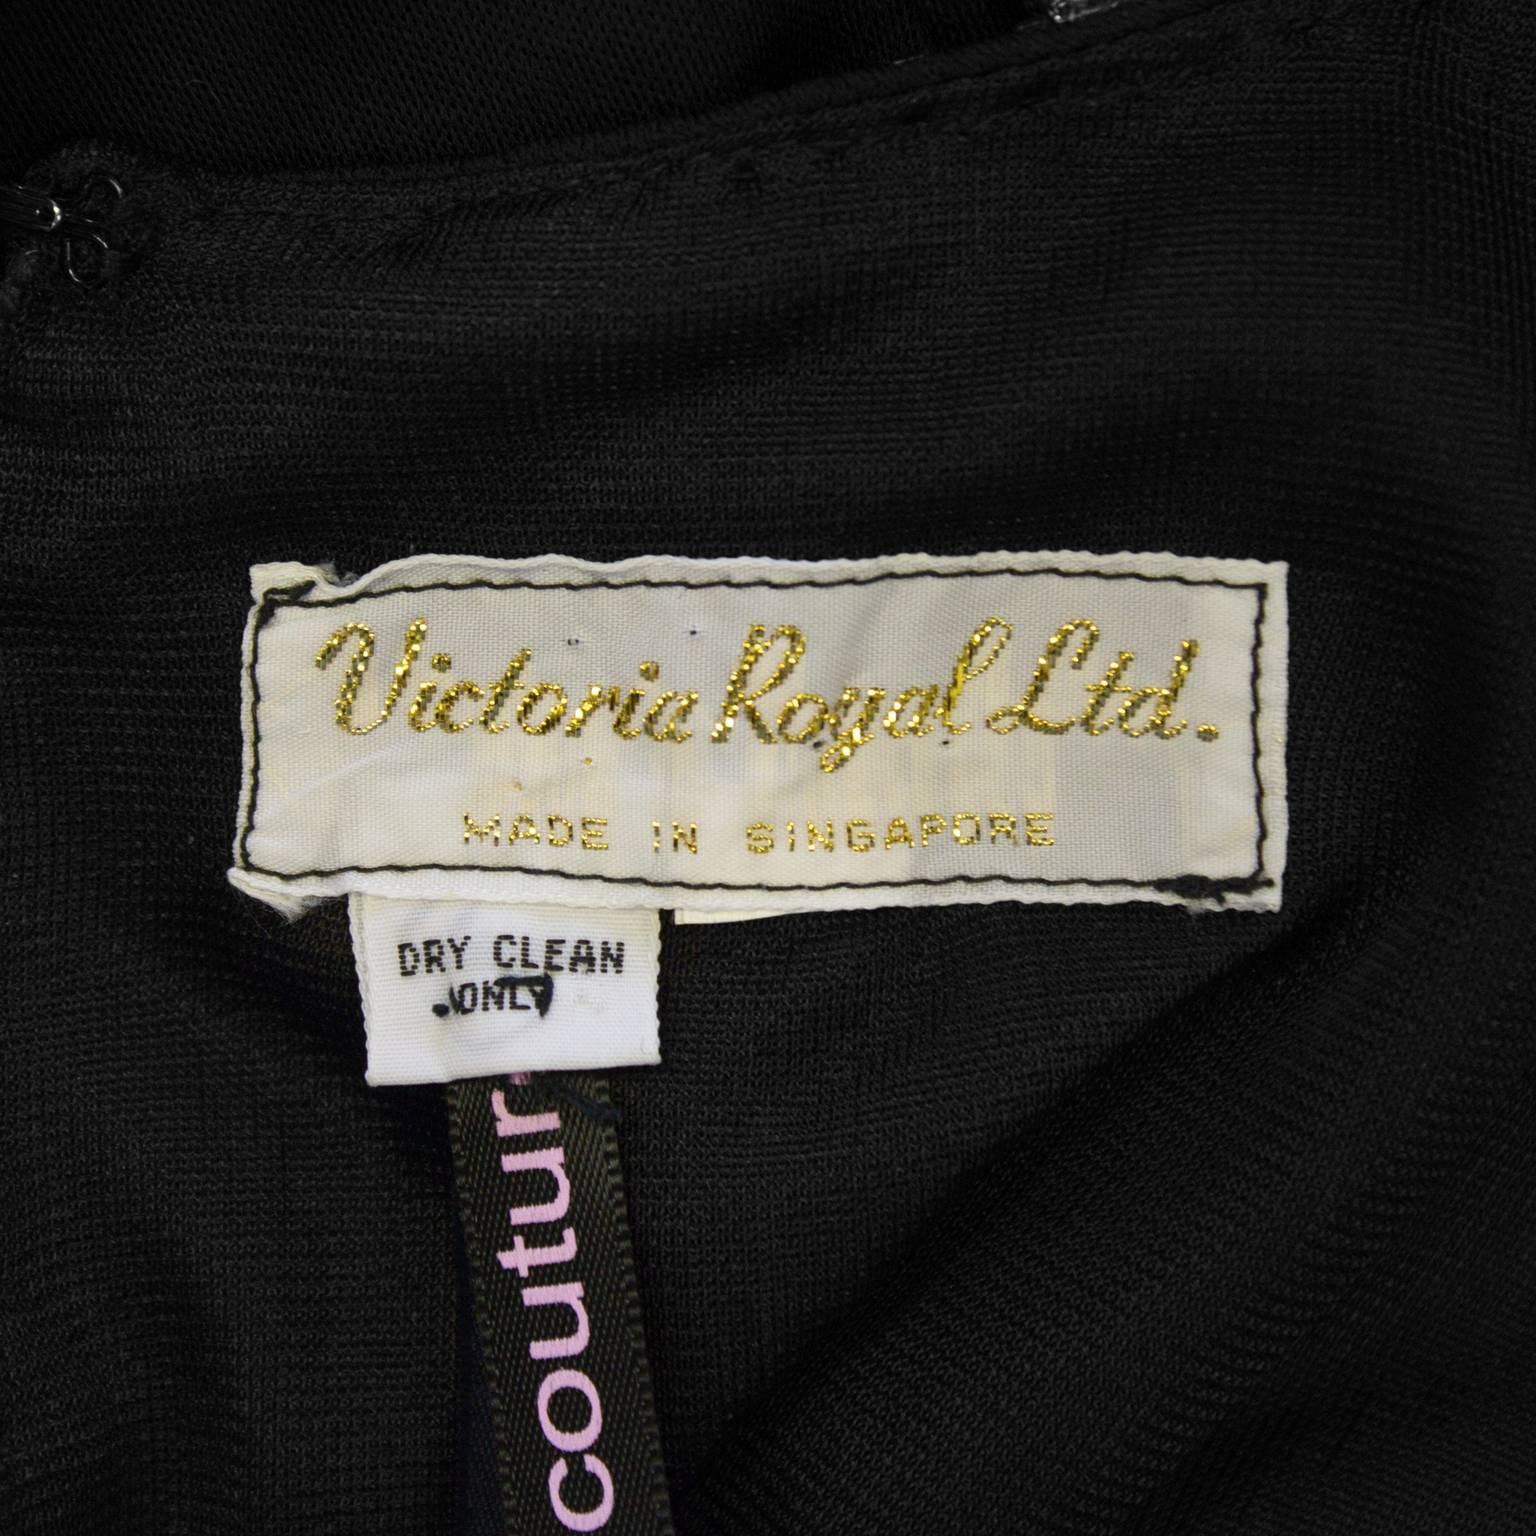 Victoria Royal Ltd.
MADE IN SINGAPORE
DRY CLEAN
ONLY
coutur